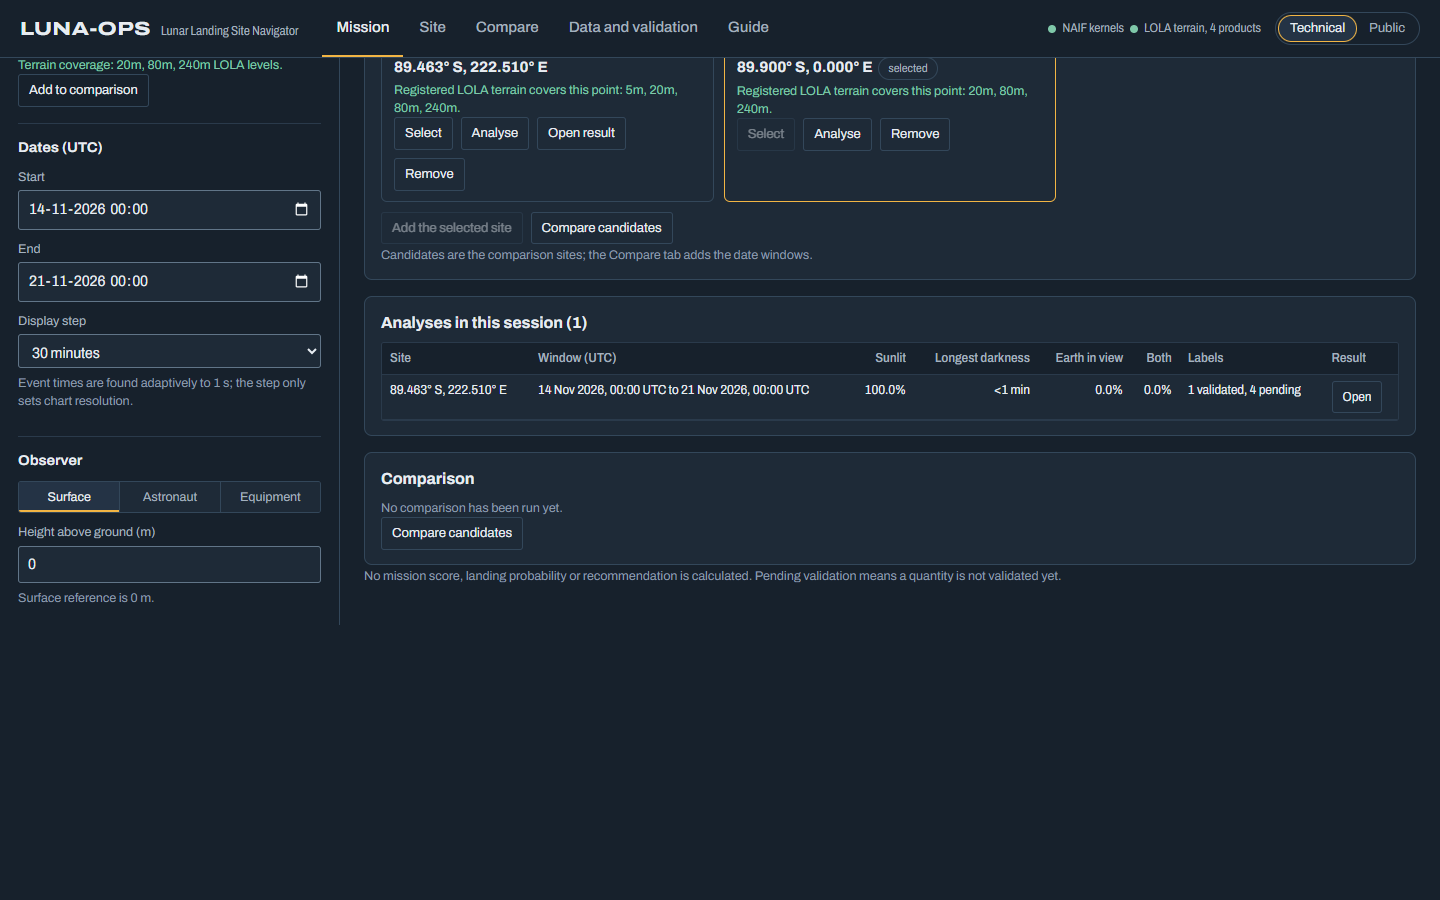 LUNA-OPS Lunar Landing Site Navigator Mission Site Compare Data and validation Guide NAIF kernels LOLA terrain, 4 products Technical Public
Terrain coverage: 20m, 80m, 240m LOLA levels.
Add to comparison
Dates (UTC)
Start
14-11-2026 00:00
End
21-11-2026 00:00
Display step
30 minutes
Event times are found adaptively to 1 s; the step only
sets chart resolution.
Observer
Surface Astronaut Equipment
Height above ground (m)
0
Surface reference is 0 m.
89.463° S, 222.510° E
Registered LOLA terrain covers this point: 5m, 20m,
80m, 240m.
Select Analyse Open result
Remove
89.900° S, 0.000° E selected
Registered LOLA terrain covers this point: 20m, 80m,
240m.
Select Analyse Remove
Add the selected site Compare candidates
Candidates are the comparison sites; the Compare tab adds the date windows.
Analyses in this session (1)
Site Window (UTC) Sunlit Longest darkness Earth in view Both Labels Result
89.463° S, 222.510° E 14 Nov 2026, 00:00 UTC to 21 Nov 2026, 00:00 UTC 100.0% <1 min 0.0% 0.0% 1 validated, 4 pending Open
Comparison
No comparison has been run yet.
Compare candidates
No mission score, landing probability or recommendation is calculated. Pending validation means a quantity is not validated yet.